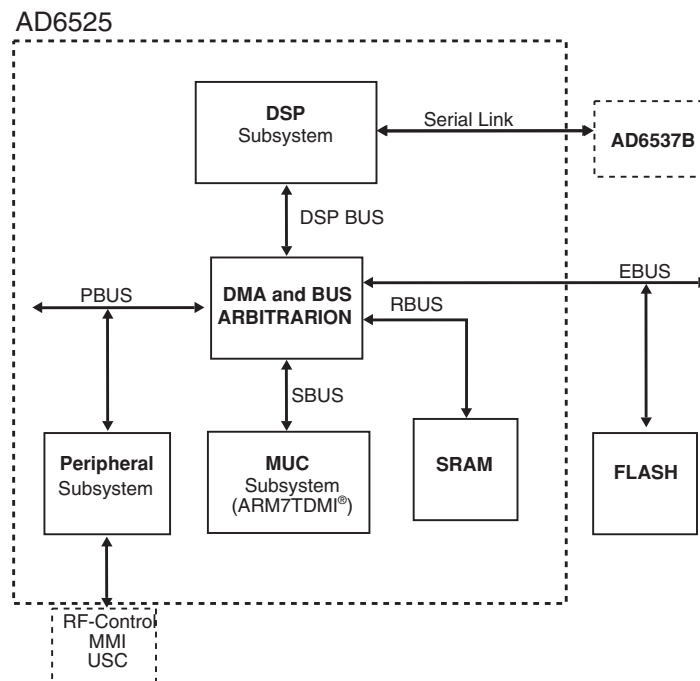 AD6525
DSP
Subsystem
Serial Link
AD6537B
DSP BUS
EBUS
PBUS
DMA and BUS
ARBITRARION
RBUS
SBUS
Peripheral
Subsystem
MUC
Subsystem
(ARM7TDMI®)
SRAM
FLASH
RF-Control
MMI
USC